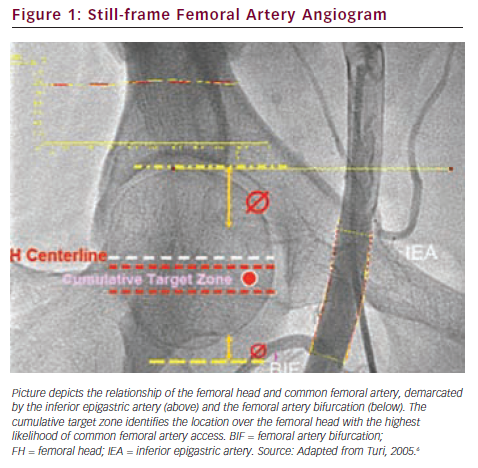 Figure 1: Still-frame Femoral Artery Angiogram
IEA
H Centerline
Cumulative Target Zone
BIF
Picture depicts the relationship of the femoral head and common femoral artery, demarcated
by the inferior epigastric artery (above) and the femoral artery bifurcation (below). The
cumulative target zone identifies the location over the femoral head with the highest
likelihood of common femoral artery access. BIF = femoral artery bifurcation;
FH = femoral head; IEA = inferior epigastric artery. Source: Adapted from Turi, 2005.⁶